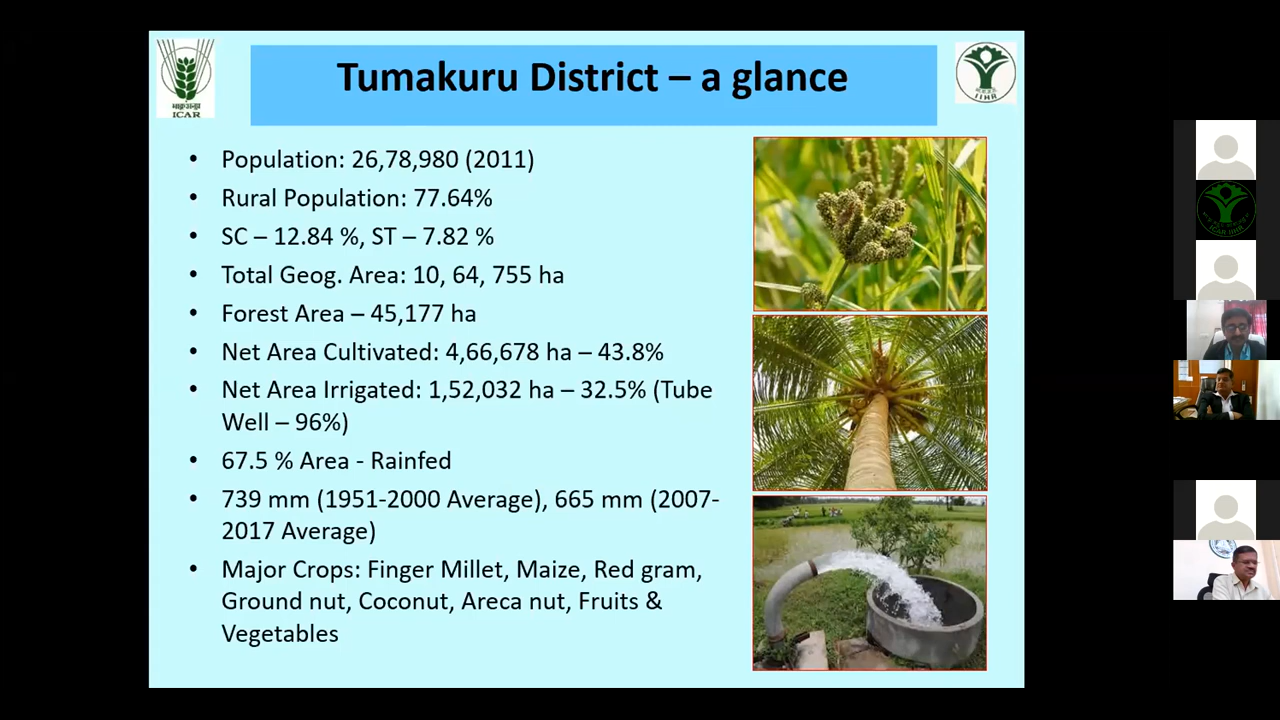 Tumakuru District – a glance
ICAR
IIHR
• Population: 26,78,980 (2011)
• Rural Population: 77.64%
• SC – 12.84 %, ST – 7.82 %
• Total Geog. Area: 10, 64, 755 ha
• Forest Area – 45,177 ha
• Net Area Cultivated: 4,66,678 ha – 43.8%
• Net Area Irrigated: 1,52,032 ha – 32.5% (Tube
Well – 96%)
• 67.5 % Area - Rainfed
• 739 mm (1951-2000 Average), 665 mm (2007-
2017 Average)
• Major Crops: Finger Millet, Maize, Red gram,
Ground nut, Coconut, Areca nut, Fruits &
Vegetables